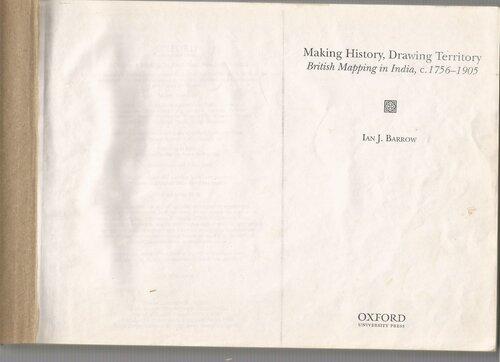 Making History, Drawing Territory
British Mapping in India, c.1756–1905
IAN J. BARROW
OXFORD
UNIVERSITY PRESS